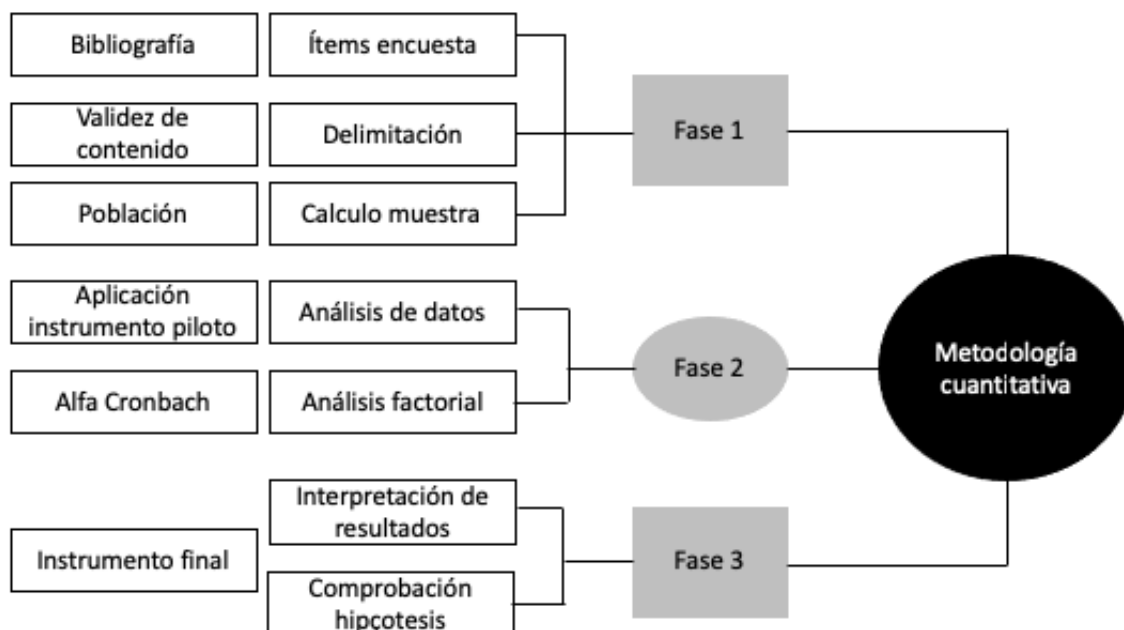 Bibliografía
Ítems encuesta
Validez de
contenido
Delimitación
Población
Calculo muestra
Fase 1
Aplicación
instrumento piloto
Análisis de datos
Alfa Cronbach
Análisis factorial
Fase 2
Metodología
cuantitativa
Instrumento final
Interpretación de
resultados
Comprobación
hipçotesis
Fase 3